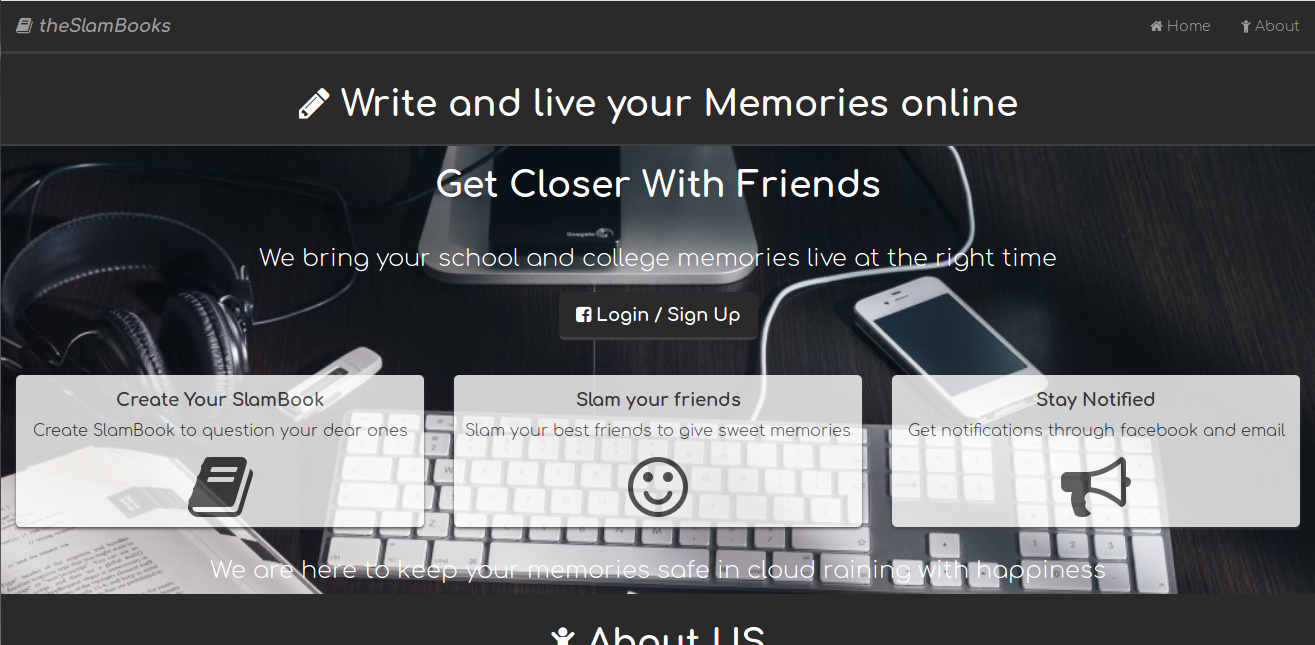 theSlamBooks
Home About
Write and live your Memories online
Get Closer With Friends
Seagate
We bring your school and college memories live at the right time
Login / Sign Up
Create Your SlamBook
Create SlamBook to question your dear ones
Slam your friends
Slam your best friends to give sweet memories
Stay Notified
Get notifications through facebook and email
We are here to keep your memories safe in cloud raining with happiness
About US